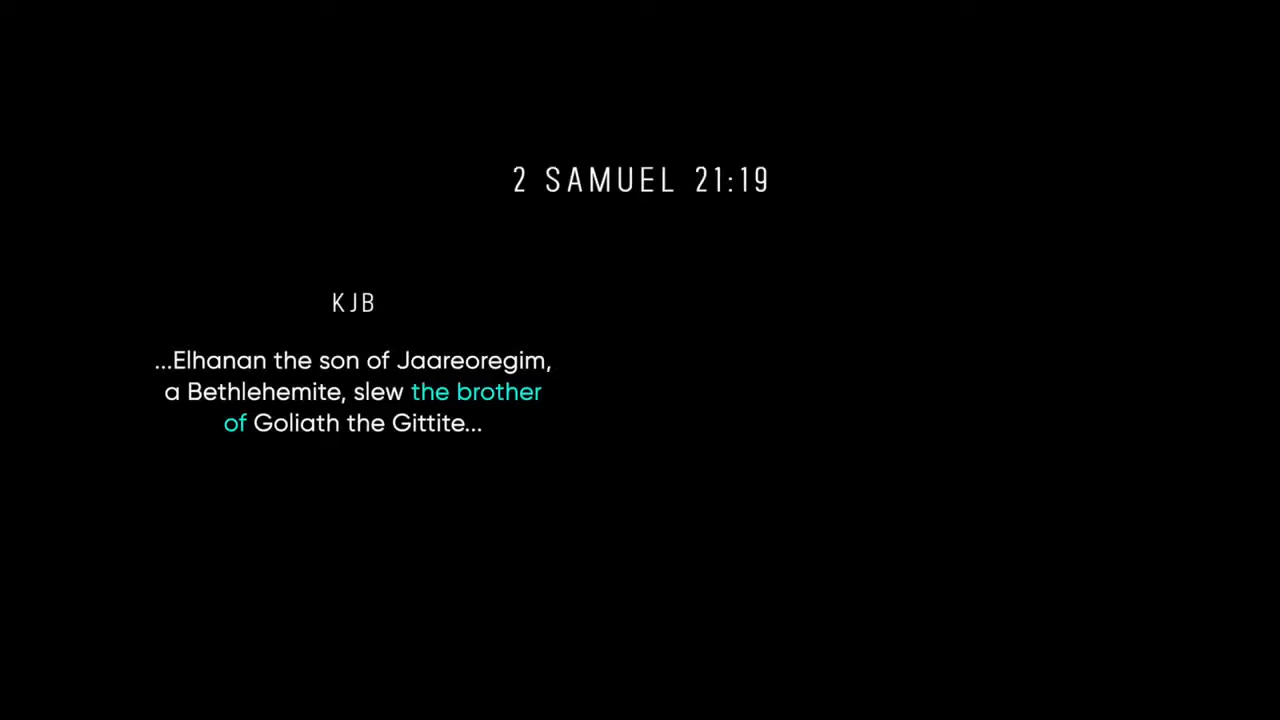 2 SAMUEL 21:19
KJB
...Elhanan the son of Jaareoregim,
a Bethlehemite, slew the brother
of Goliath the Gittite...